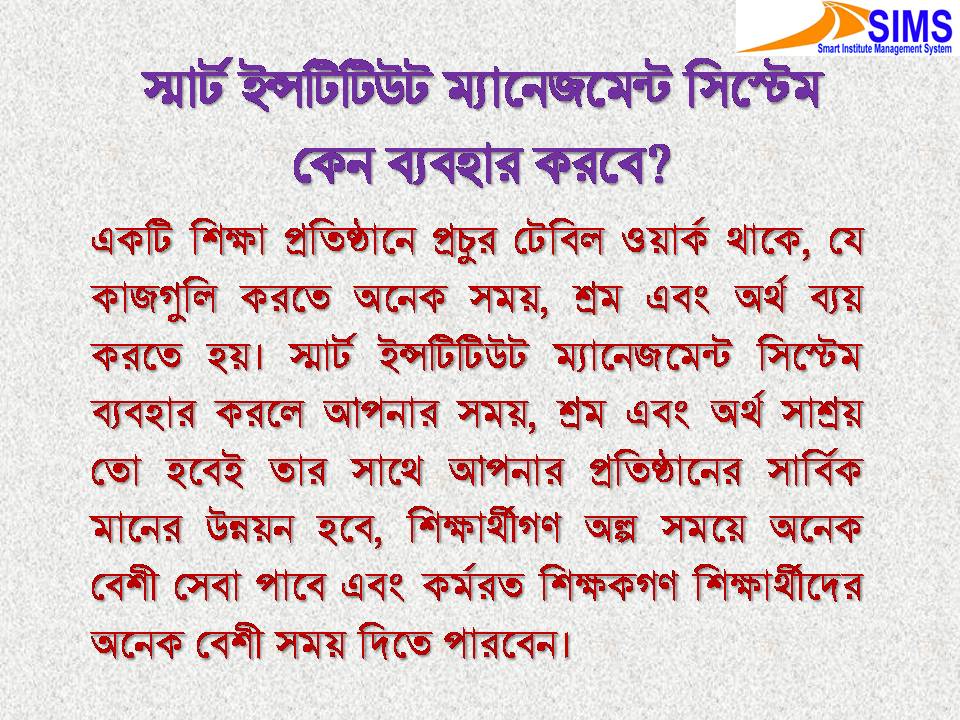 SIMS
Smart Institute Management System
স্মার্ট ইন্সটিটিউট ম্যানেজমেন্ট সিস্টেম
কেন ব্যবহার করবে?
একটি শিক্ষা প্রতিষ্ঠানে প্রচুর টেবিল ওয়ার্ক থাকে, যে
কাজগুলি করতে অনেক সময়, শ্রম এবং অর্থ ব্যয়
করতে হয়। স্মার্ট ইন্সটিটিউট ম্যানেজমেন্ট সিস্টেম
ব্যবহার করলে আপনার সময়, শ্রম এবং অর্থ সাশ্রয়
তো হবেই তার সাথে আপনার প্রতিষ্ঠানের সার্বিক
মানের উন্নয়ন হবে, শিক্ষার্থীগণ অল্প সময়ে অনেক
বেশী সেবা পাবে এবং কর্মরত শিক্ষকগণ শিক্ষার্থীদের
অনেক বেশী সময় দিতে পারবেন।